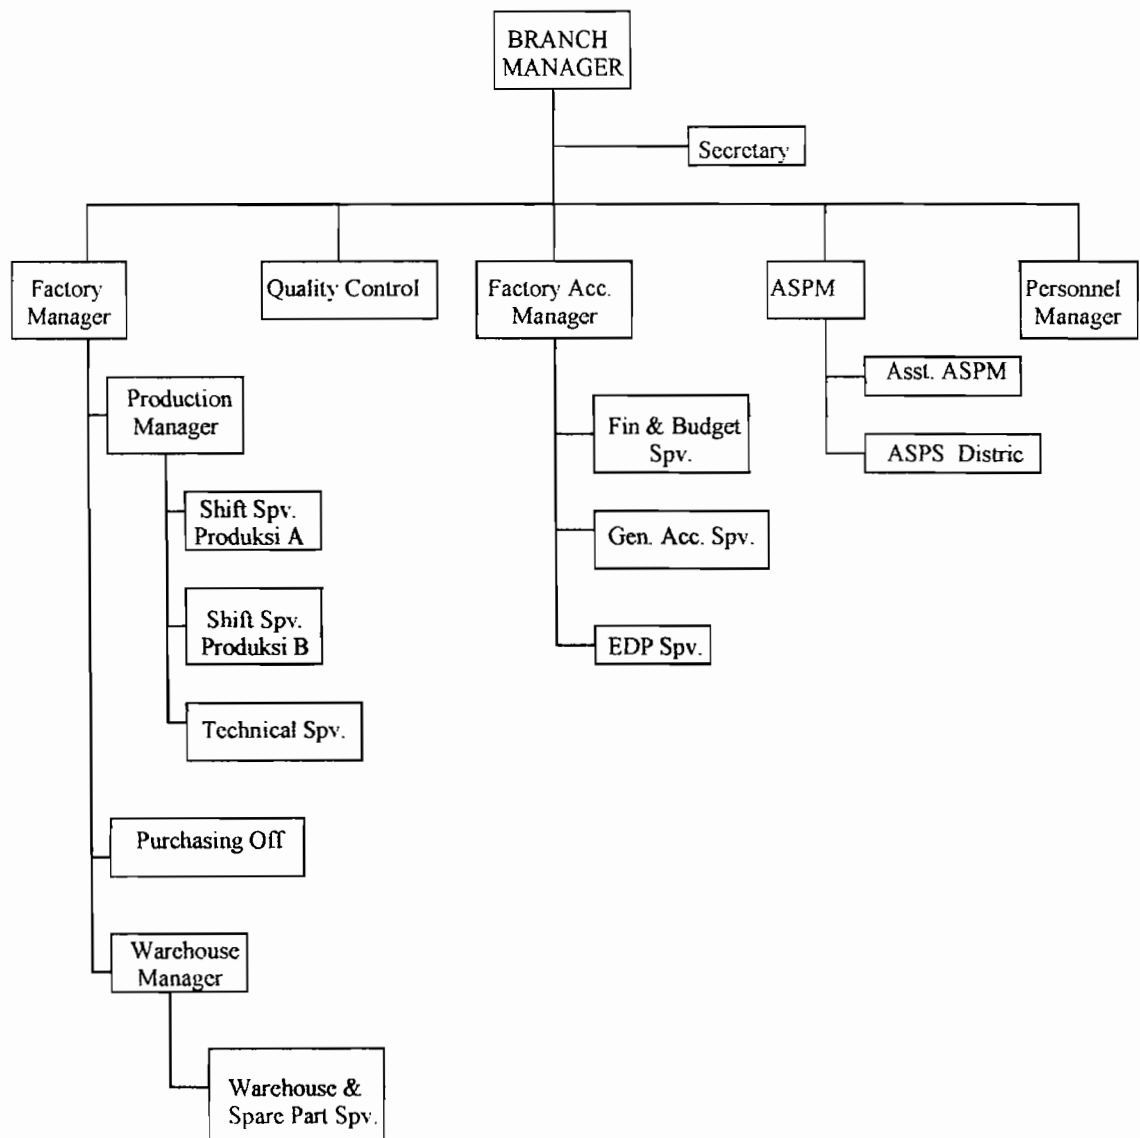 BRANCH
MANAGER
Secretary
Factory
Manager
Quality Control
Factory Acc.
Manager
ASPM
Personnel
Manager
Production
Manager
Shift Spv.
Produksi A
Shift Spv.
Produksi B
Technical Spv.
Purchasing Off
Warehouse
Manager
Warehouse &
Spare Part Spv.
Fin & Budget
Spv.
Gen. Acc. Spv.
EDP Spv.
Asst. ASPM
ASPS Distric